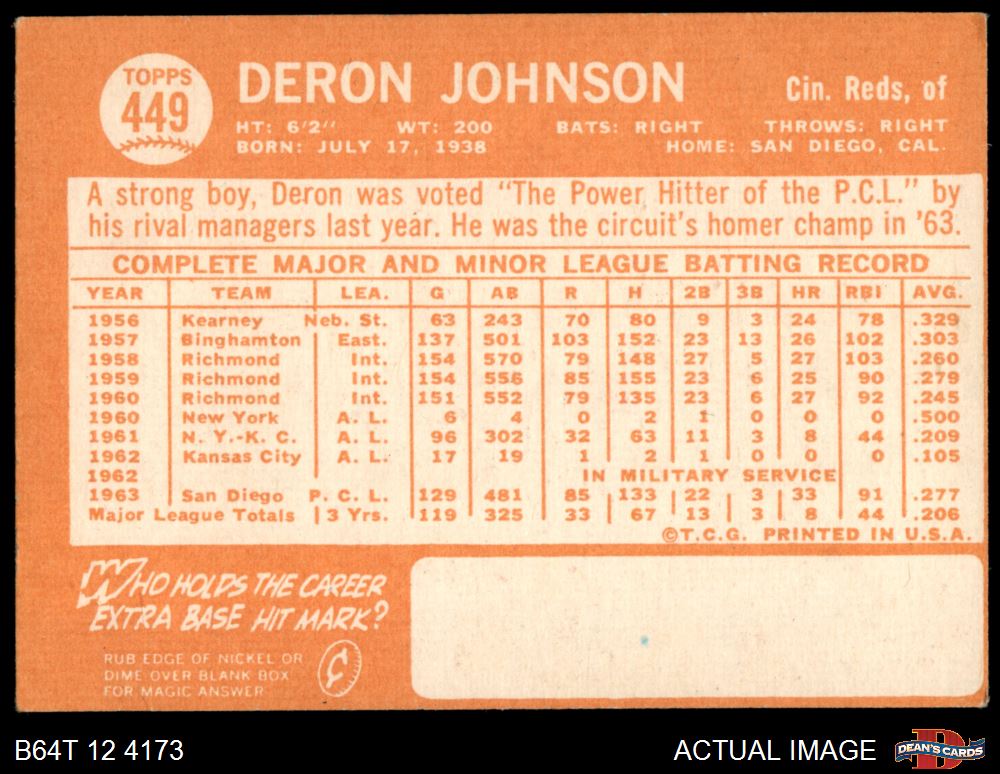 TOPPS
449
DERON JOHNSON
Cin. Reds, of
HT: 6'2" WT: 200 BATS: RIGHT THROWS: RIGHT
BORN: JULY 17, 1938 HOME: SAN DIEGO, CAL.
A strong boy, Deron was voted "The Power Hitter of the P.C.L." by
his rival managers last year. He was the circuit's homer champ in '63.
COMPLETE MAJOR AND MINOR LEAGUE BATTING RECORD
YEAR TEAM LEA. G AB R H 2B 3B HR RBI AVG.
1956 Kearney Neb. St. 63 243 70 80 9 3 24 78 .329
1957 Binghamton East. 137 501 103 152 23 13 26 102 .303
1958 Richmond Int. 154 570 79 148 27 5 27 103 .260
1959 Richmond Int. 154 556 85 155 23 6 25 90 .279
1960 Richmond Int. 151 552 79 135 23 6 27 92 .245
1960 New York A. L. 6 4 0 2 1 0 0 0 .500
1961 N. Y.-K. C. A. L. 96 302 32 63 11 3 8 44 .209
1962 Kansas City A. L. 17 19 1 2 1 0 0 0 .105
1962 IN MILITARY SERVICE
1963 San Diego P. C. L. 129 481 85 133 22 3 33 91 .277
Major League Totals 3 Yrs. 119 325 33 67 13 3 8 44 .206
©T.C.G. PRINTED IN U.S.A.
WHO HOLDS THE CAREER
EXTRA BASE HIT MARK?
RUB EDGE OF NICKEL OR
DIME OVER BLANK BOX
FOR MAGIC ANSWER
¢
B64T 12 4173
ACTUAL IMAGE
D
DEAN'S CARDS